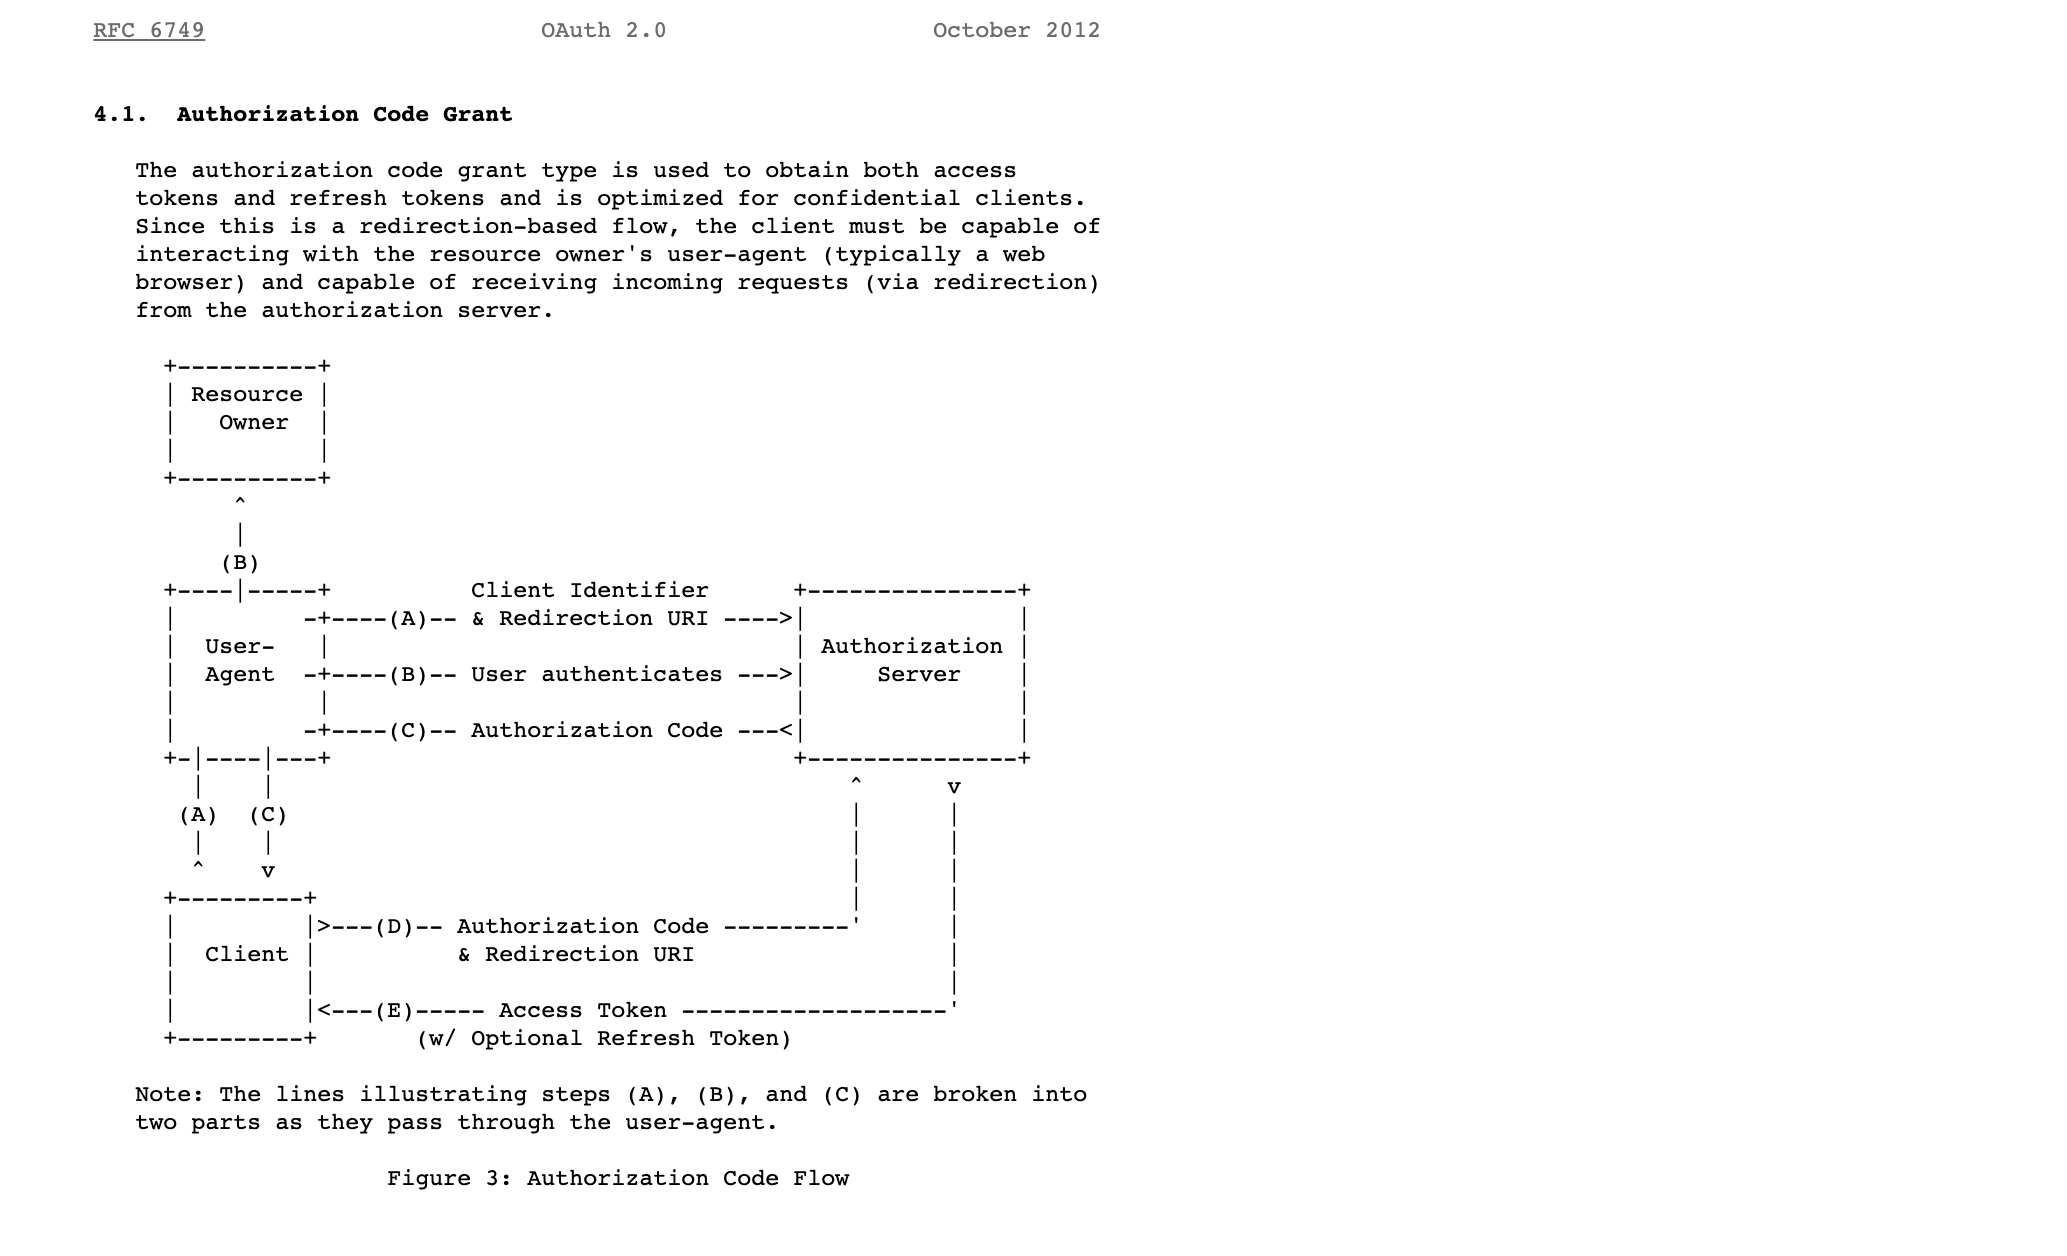 RFC 6749                        OAuth 2.0                   October 2012
4.1.  Authorization Code Grant
   The authorization code grant type is used to obtain both access
   tokens and refresh tokens and is optimized for confidential clients.
   Since this is a redirection-based flow, the client must be capable of
   interacting with the resource owner's user-agent (typically a web
   browser) and capable of receiving incoming requests (via redirection)
   from the authorization server.
     +----------+
     | Resource |
     |   Owner  |
     |          |
     +----------+
          ^
          |
         (B)
     +----|-----+          Client Identifier      +---------------+
     |         -+----(A)-- & Redirection URI ---->|               |
     |  User-   |                                 | Authorization |
     |  Agent  -+----(B)-- User authenticates --->|     Server    |
     |          |                                 |               |
     |         -+----(C)-- Authorization Code ---<|               |
     +-|----|---+                                 +---------------+
       |    |                                         ^      v
      (A)  (C)                                        |      |
       |    |                                         |      |
       ^    v                                         |      |
     +---------+                                      |      |
     |         |>---(D)-- Authorization Code ---------'      |
     |  Client |          & Redirection URI                  |
     |         |                                             |
     |         |<---(E)----- Access Token -------------------'
     +---------+       (w/ Optional Refresh Token)
   Note: The lines illustrating steps (A), (B), and (C) are broken into
   two parts as they pass through the user-agent.
                     Figure 3: Authorization Code Flow